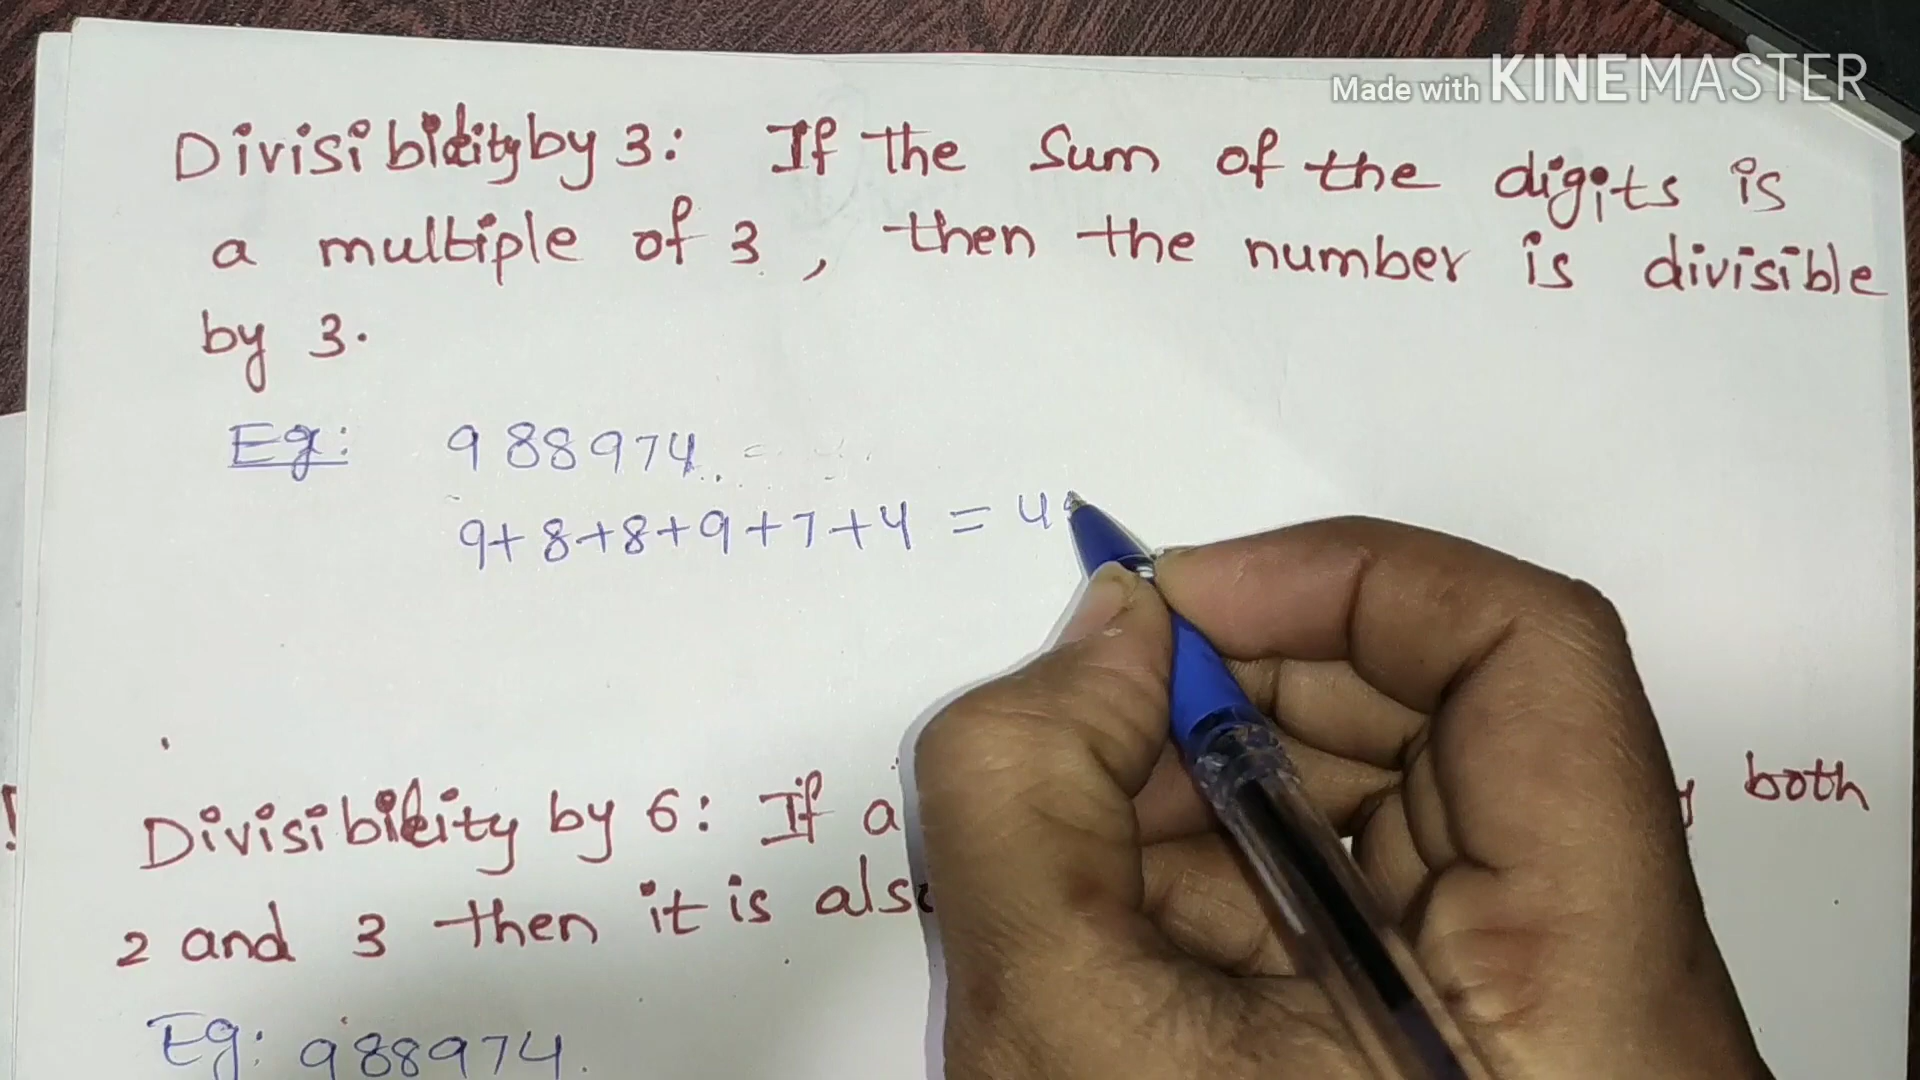 Made with KINEMASTER
Divisibility by 3: If the Sum of the digits is
a multiple of 3, then the number is divisible
by 3.
Eg: 988974
9+8+8+9+7+4 = 4
Divisibility by 6: If a both
2 and 3 then it is also
Eg: 988974.